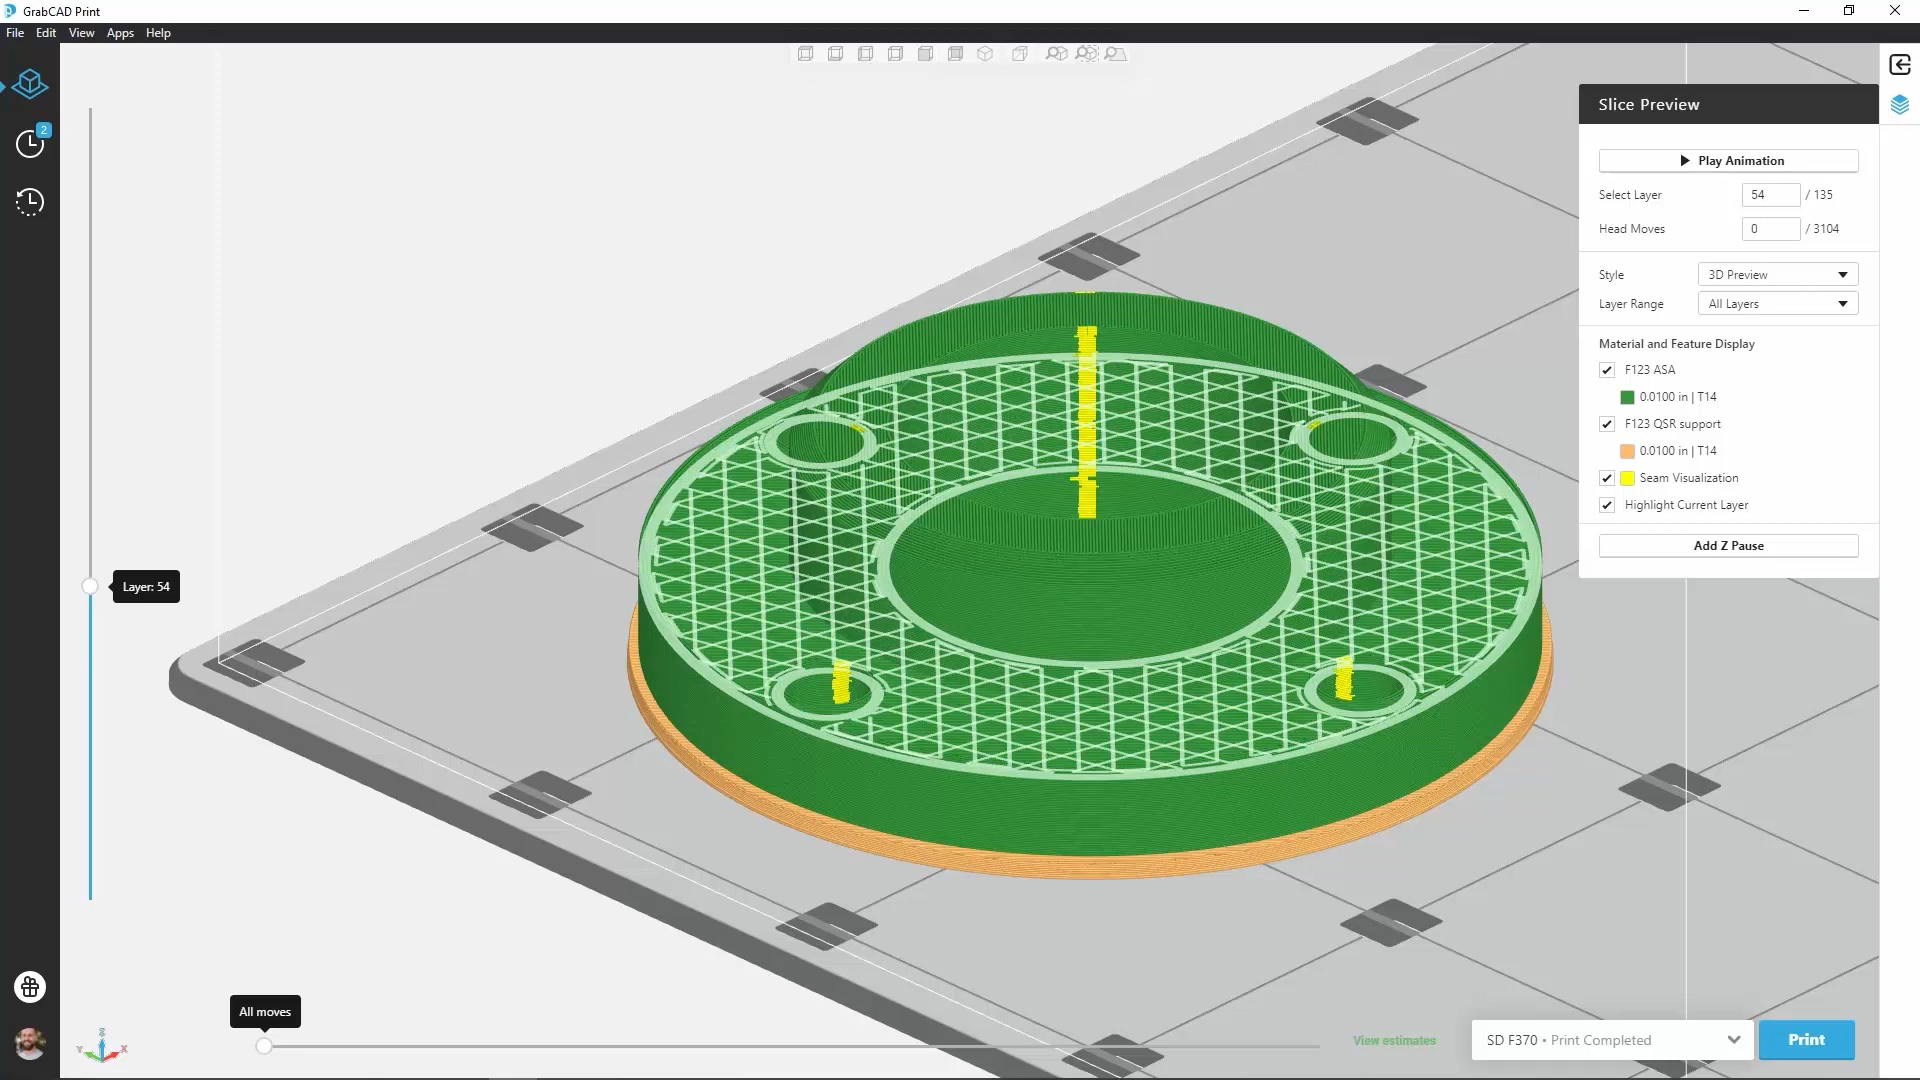 GrabCAD Print
File Edit View Apps Help
2
Slice Preview
Play Animation
Select Layer 54 / 135
Head Moves 0 / 3104
Style 3D Preview
Layer Range All Layers
Material and Feature Display
F123 ASA
0.0100 in | T14
F123 QSR support
0.0100 in | T14
Seam Visualization
Highlight Current Layer
Add Z Pause
Layer: 54
All moves
Z
Y X
View estimates
SD F370 • Print Completed
Print